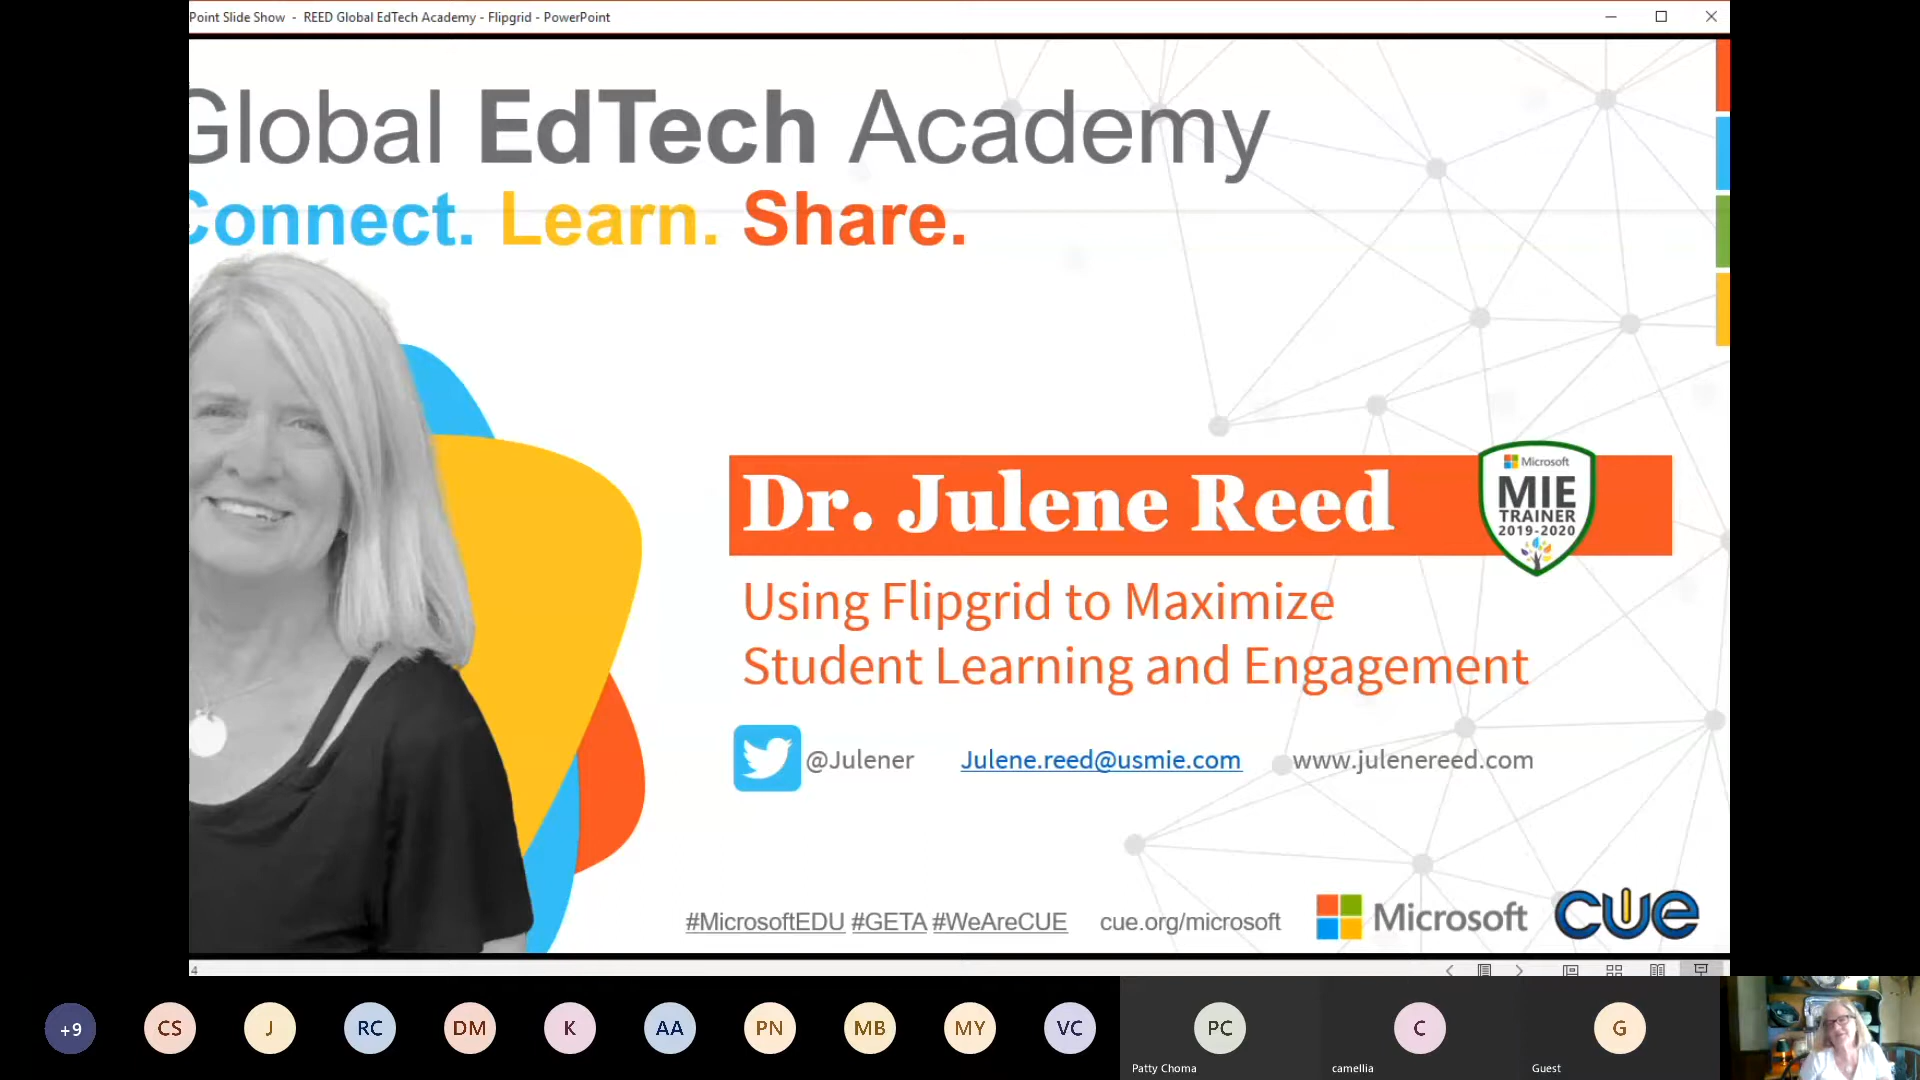 Point Slide Show - REED Global EdTech Academy - Flipgrid - PowerPoint
Global EdTech Academy
Connect. Learn. Share.
Dr. Julene Reed
Microsoft
MIE
TRAINER
2019-2020
Using Flipgrid to Maximize
Student Learning and Engagement
@Julener Julene.reed@usmie.com www.julenereed.com
#MicrosoftEDU #GETA #WeAreCUE cue.org/microsoft Microsoft cue
4
+9 CS J RC DM K AA PN MB MY VC PC C G
Patty Choma camellia Guest